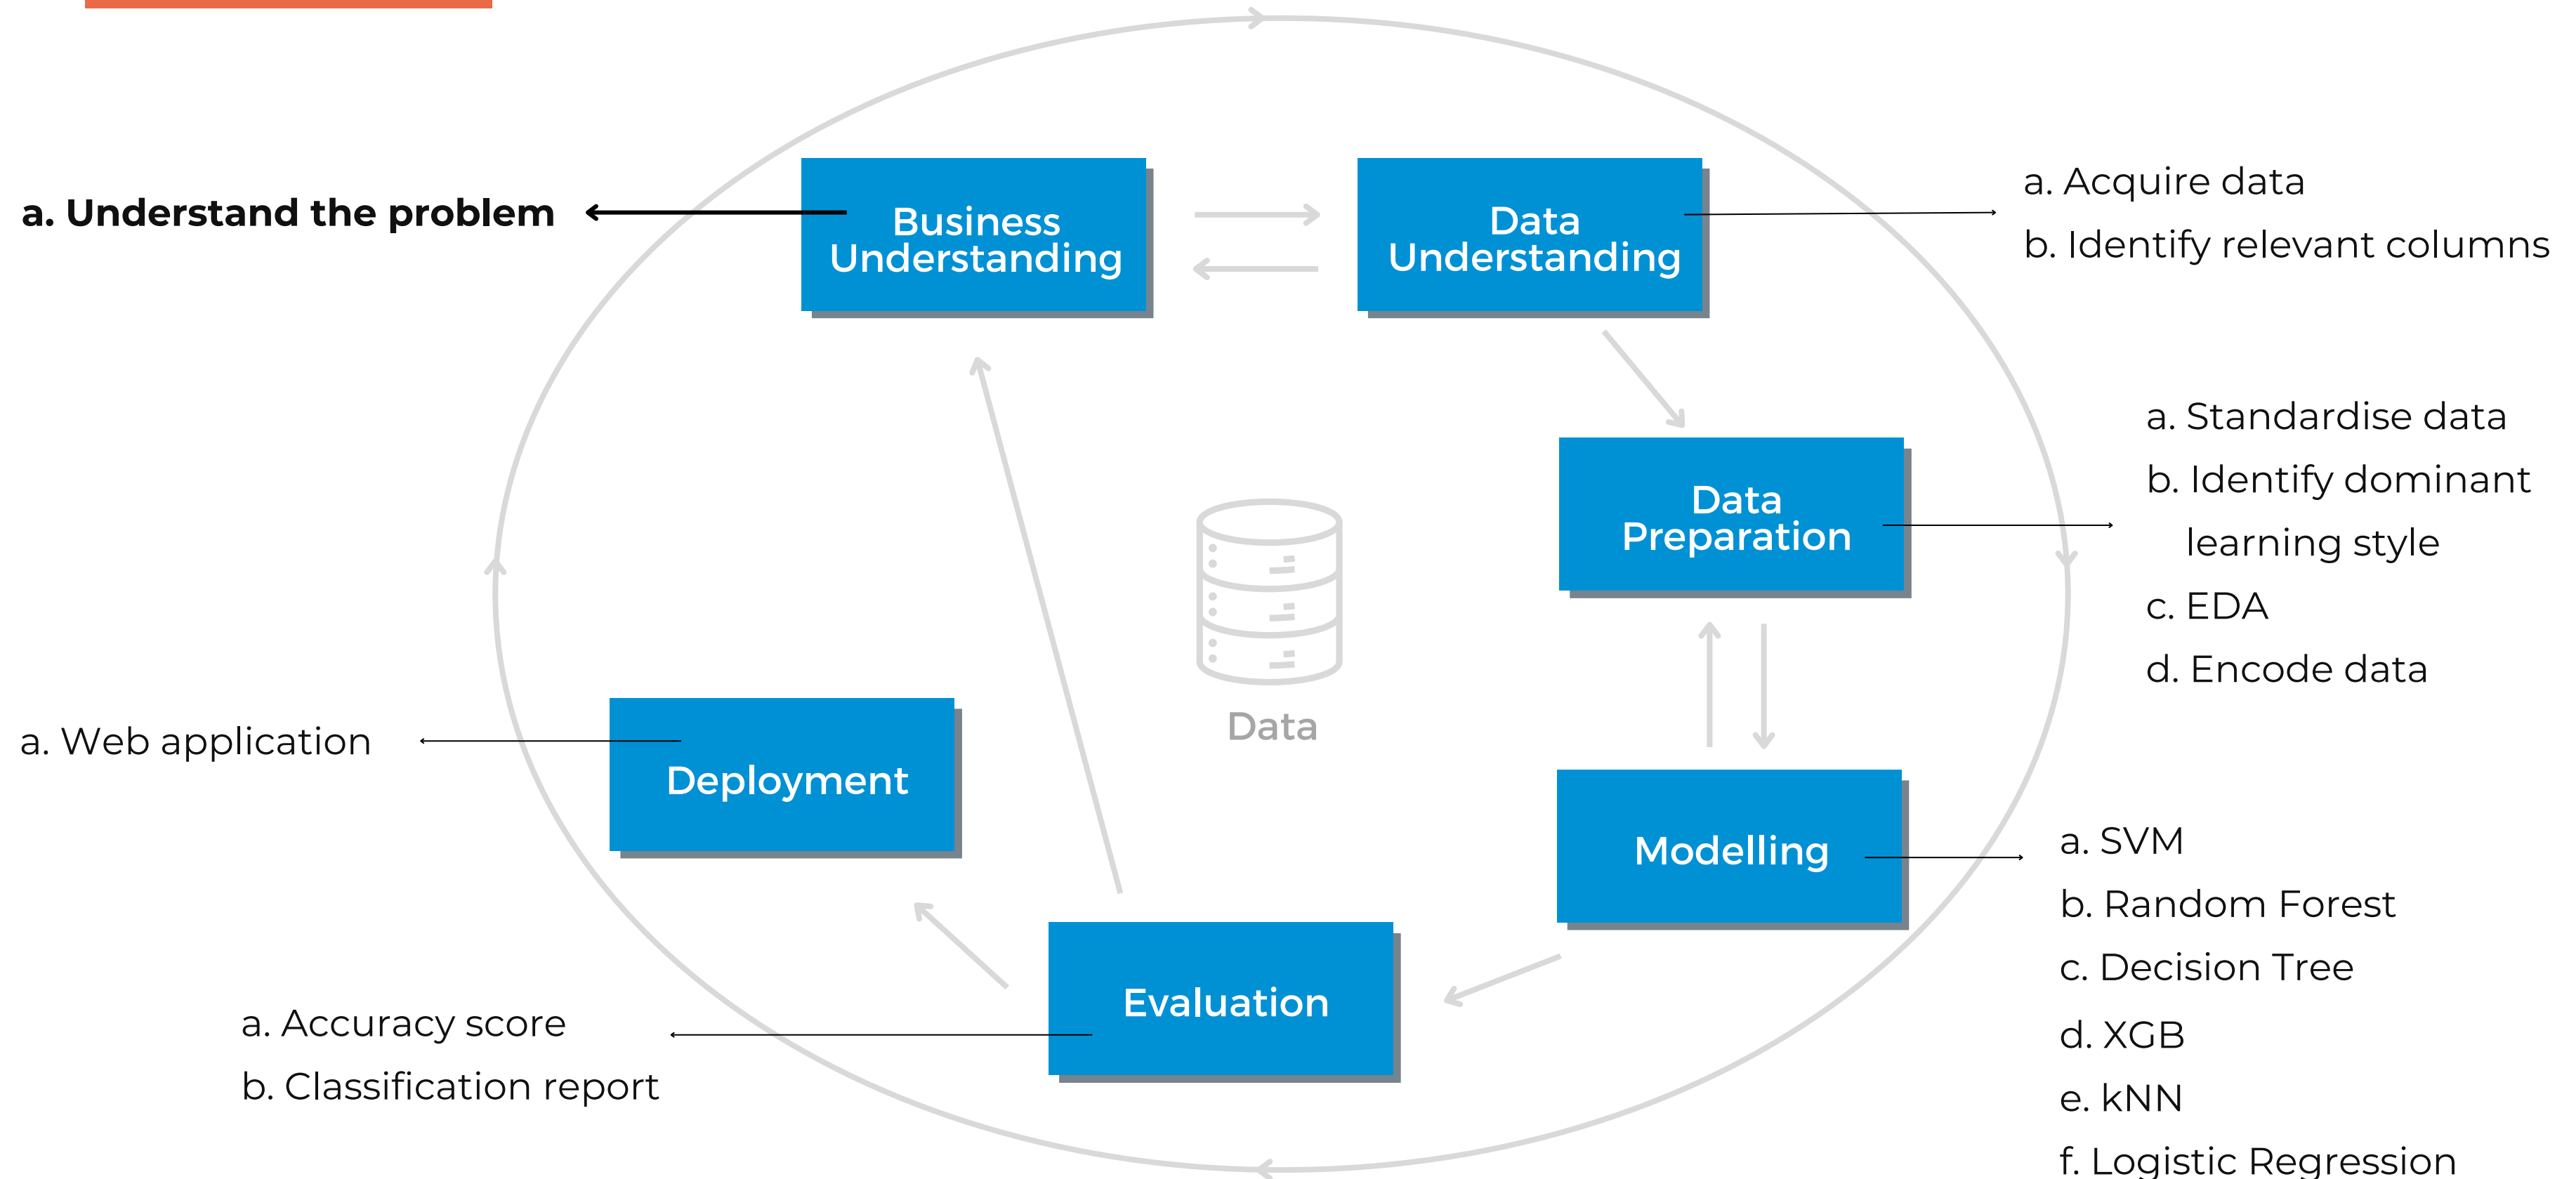 a. Understand the problem
Business
Understanding
Data
Understanding
a. Acquire data
b. Identify relevant columns
Data
Preparation
a. Standardise data
b. Identify dominant
learning style
c. EDA
d. Encode data
Data
a. Web application
Deployment
Modelling
a. SVM
b. Random Forest
c. Decision Tree
d. XGB
e. kNN
f. Logistic Regression
Evaluation
a. Accuracy score
b. Classification report